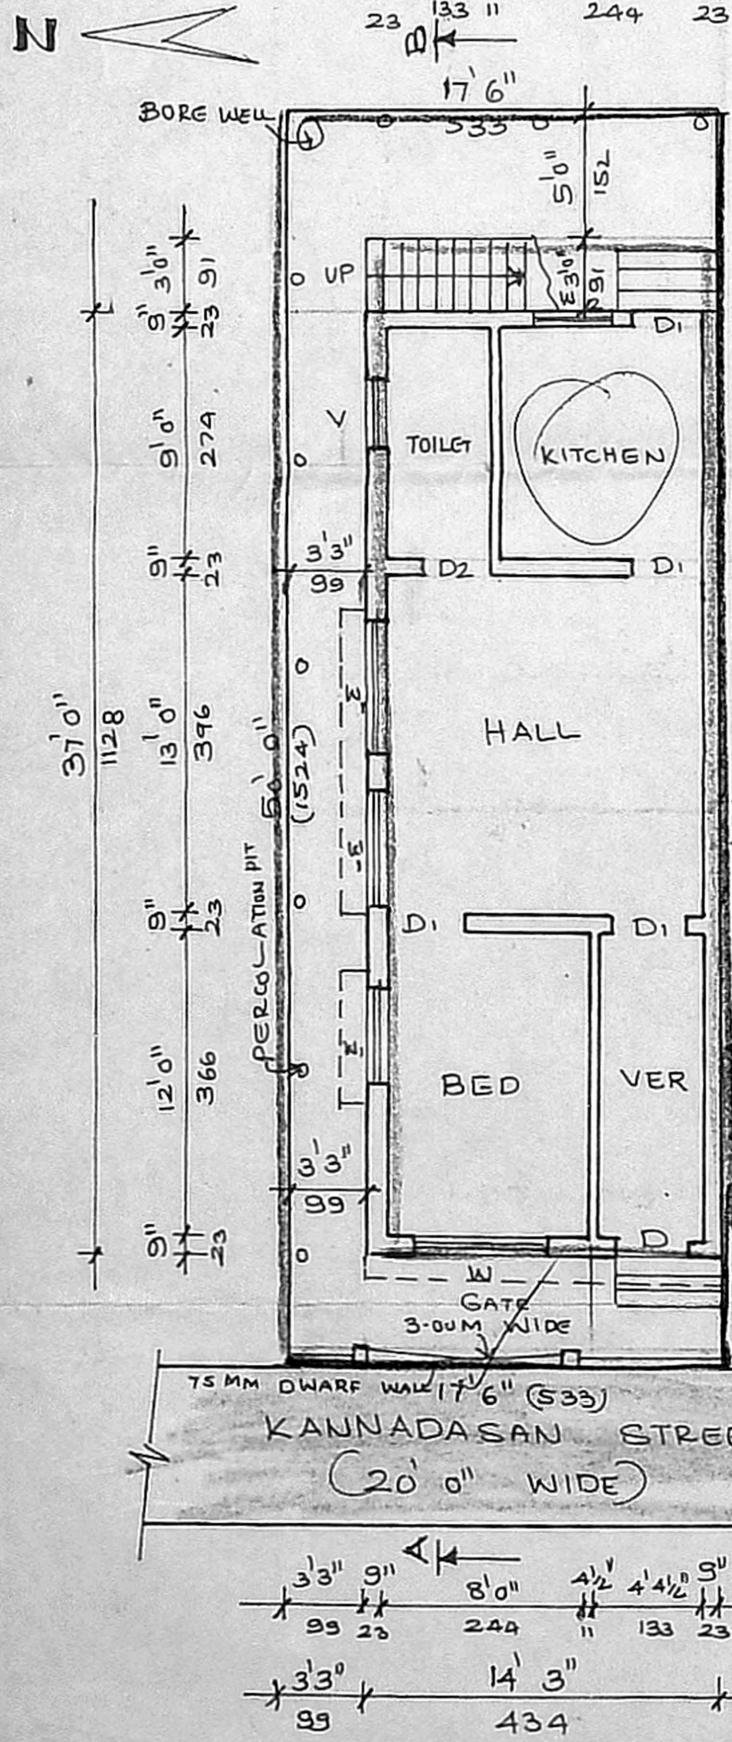 N
23 133 11 244 23
B
17'6"
533
BORE WELL
5'0"
152
UP
3'0"
91
3'0"
91
9"
23
D1
V
TOILET
KITCHEN
9'0"
274
9"
23
3'3"
99
D2
D1
W
HALL
37'0"
1128
13'0"
396
50'0"
(1524)
W
PERCOLATION PIT
9"
23
D1
D1
W
12'0"
366
BED
VER
3'3"
99
9"
23
D
W
GATE
3-00M WIDE
75 MM DWARF WALL 17'6" (533)
KANNADASAN STREE
(20'0" WIDE)
A
3'3" 9" 8'0" 4½" 4'4½" 9"
99 23 244 11 133 23
3'3" 14'3"
99 434